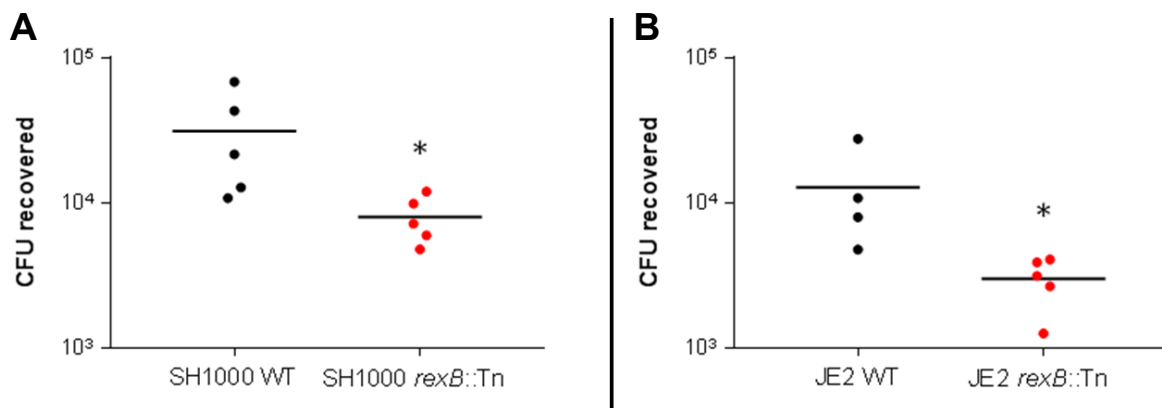 A
CFU recovered
10⁵
10⁴
10³
*
SH1000 WT
SH1000 rexB::Tn
B
CFU recovered
10⁵
10⁴
10³
*
JE2 WT
JE2 rexB::Tn